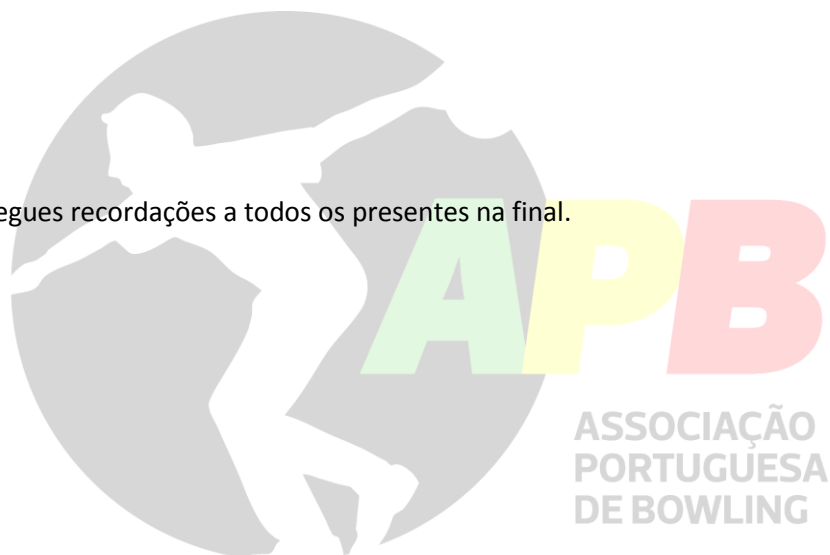 egues recordações a todos os presentes na final.
APB
ASSOCIAÇÃO
PORTUGUESA
DE BOWLING